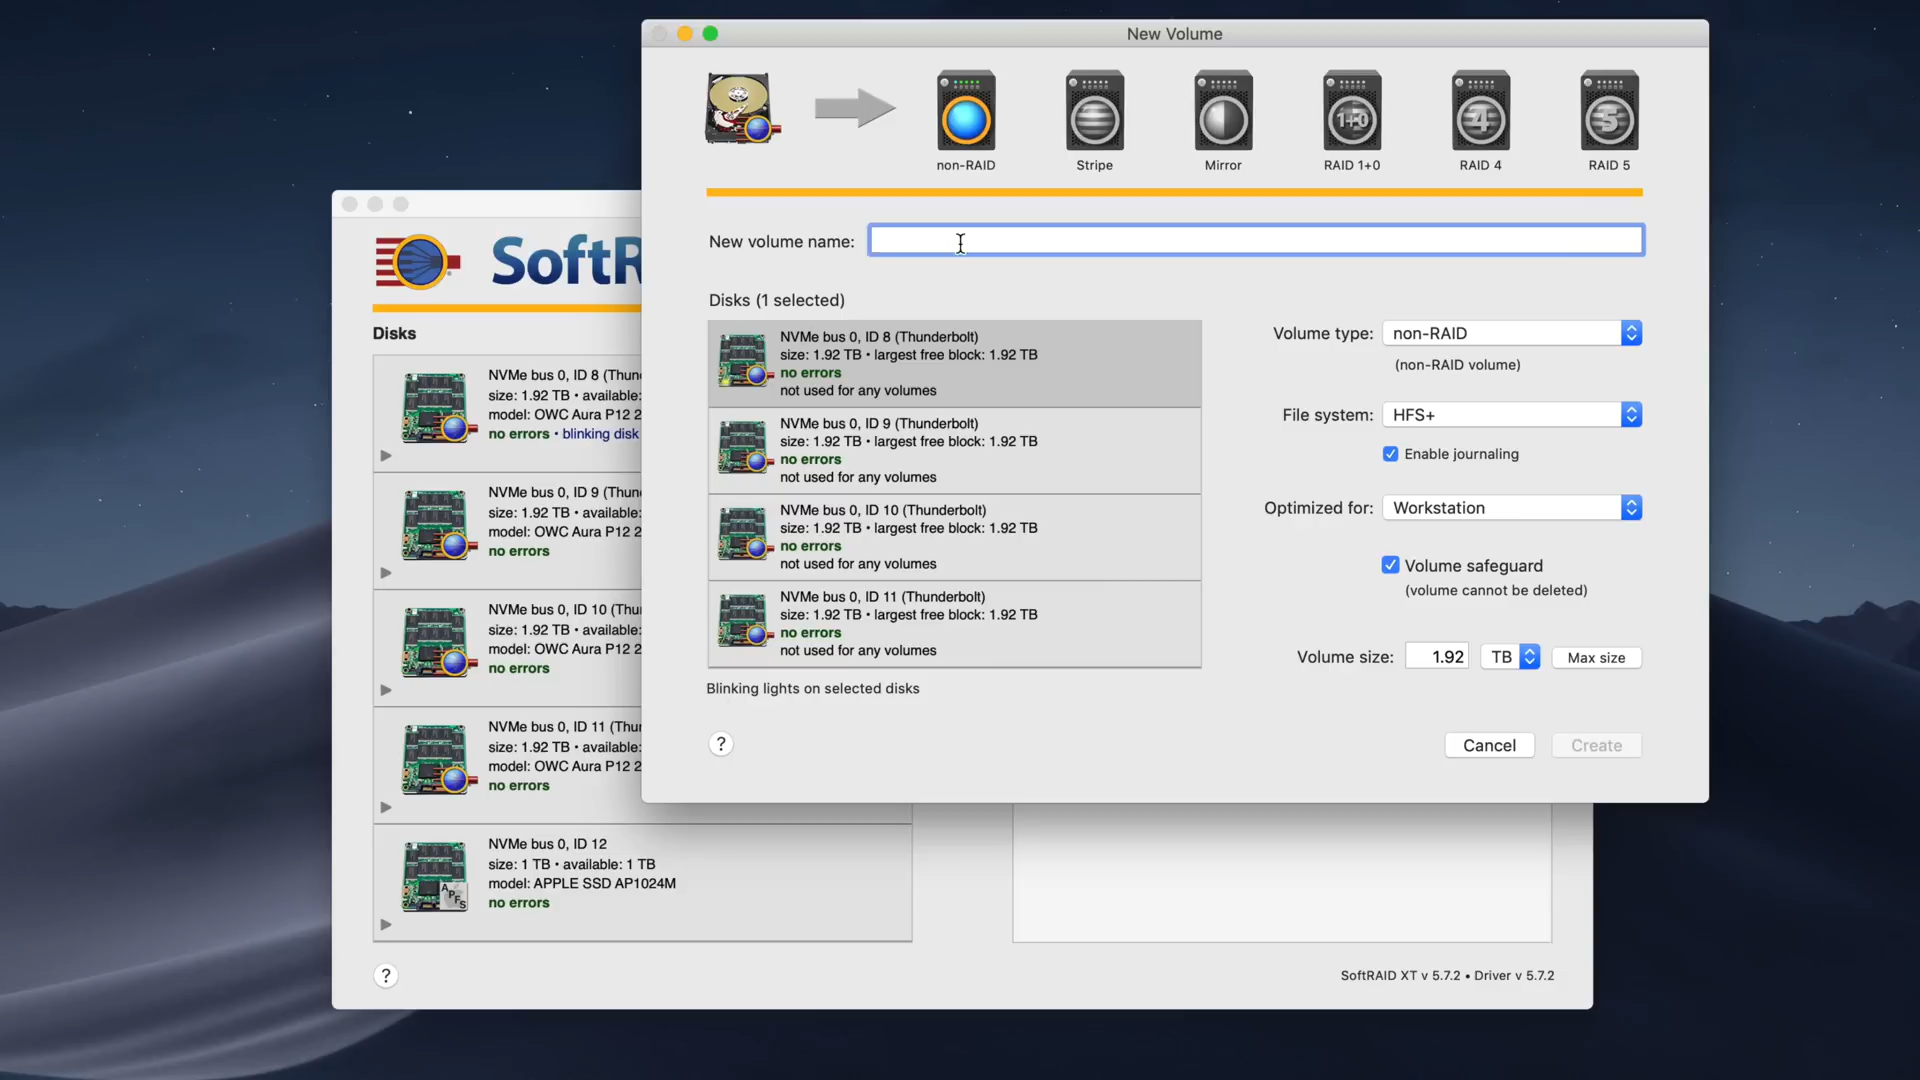 New Volume
1+0
4
5
non-RAID
Stripe
Mirror
RAID 1+0
RAID 4
RAID 5
New volume name:
Disks (1 selected)
NVMe bus 0, ID 8 (Thunderbolt)
size: 1.92 TB • largest free block: 1.92 TB
no errors
not used for any volumes
NVMe bus 0, ID 9 (Thunderbolt)
size: 1.92 TB • largest free block: 1.92 TB
no errors
not used for any volumes
NVMe bus 0, ID 10 (Thunderbolt)
size: 1.92 TB • largest free block: 1.92 TB
no errors
not used for any volumes
NVMe bus 0, ID 11 (Thunderbolt)
size: 1.92 TB • largest free block: 1.92 TB
no errors
not used for any volumes
Blinking lights on selected disks
?
Volume type: non-RAID
(non-RAID volume)
File system: HFS+
Enable journaling
Optimized for: Workstation
Volume safeguard
(volume cannot be deleted)
Volume size: 1.92 TB Max size
Cancel Create
SoftR
Disks
NVMe bus 0, ID 8 (Thun
size: 1.92 TB • available:
model: OWC Aura P12 2
no errors • blinking disk
NVMe bus 0, ID 9 (Thun
size: 1.92 TB • available:
model: OWC Aura P12 2
no errors
NVMe bus 0, ID 10 (Thu
size: 1.92 TB • available:
model: OWC Aura P12 2
no errors
NVMe bus 0, ID 11 (Thu
size: 1.92 TB • available:
model: OWC Aura P12 2
no errors
APFS
NVMe bus 0, ID 12
size: 1 TB • available: 1 TB
model: APPLE SSD AP1024M
no errors
?
SoftRAID XT v 5.7.2 • Driver v 5.7.2